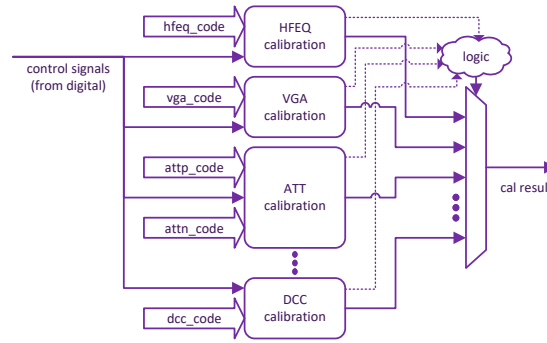 hfeq_code
HFEQ
calibration
logic
control signals
(from digital)
vga_code
VGA
calibration
attp_code
ATT
calibration
attn_code
cal result
DCC
calibration
dcc_code